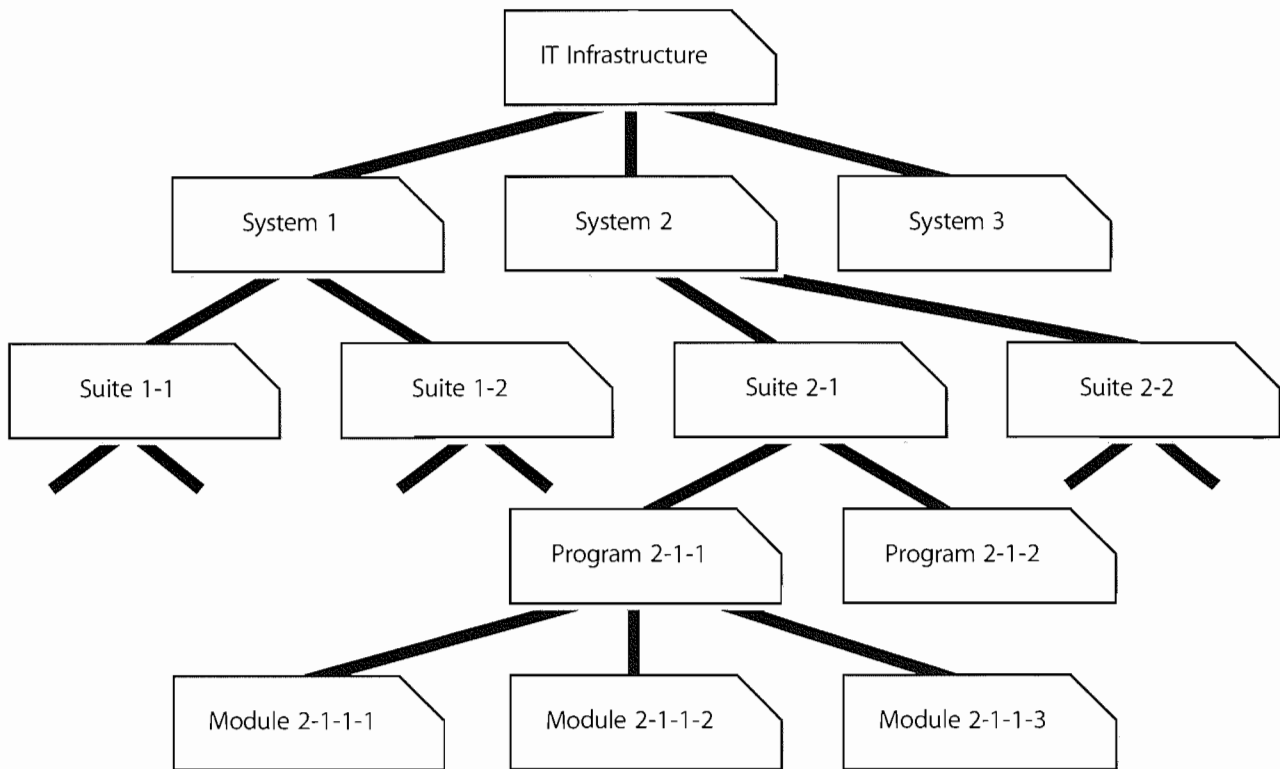 IT Infrastructure
System 1
System 2
System 3
Suite 1-1
Suite 1-2
Suite 2-1
Suite 2-2
Program 2-1-1
Program 2-1-2
Module 2-1-1-1
Module 2-1-1-2
Module 2-1-1-3